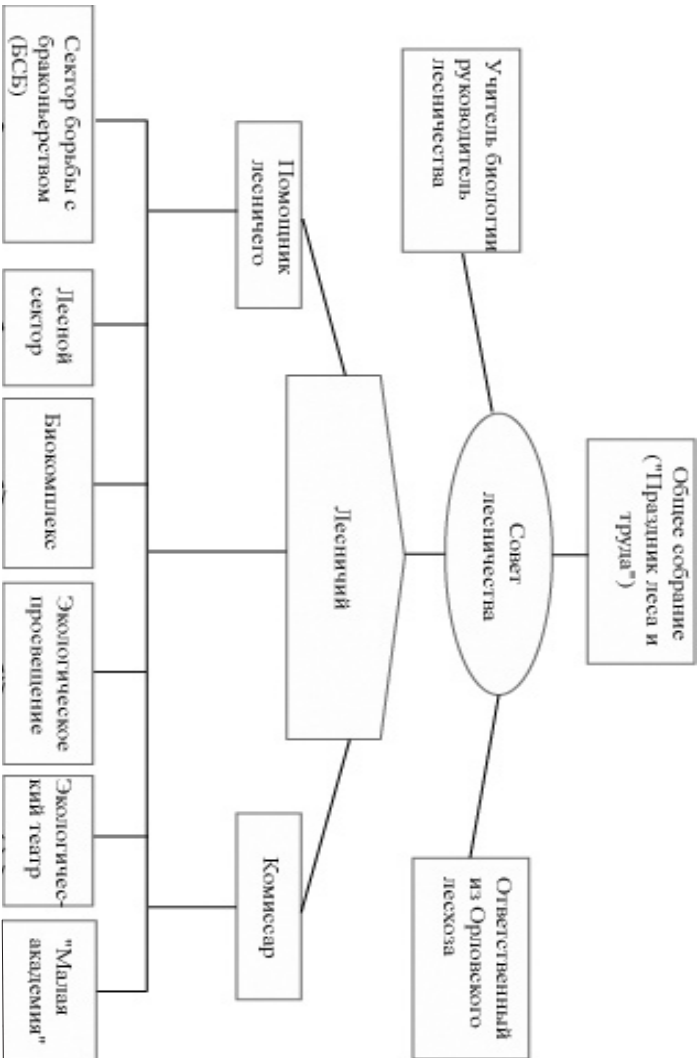 Общее собрание
("Праздник леса и
труда")
Учитель биологии
руководитель
лесничества
Совет
лесничества
Ответственный
из Орловского
лесхоза
Лесничий
Помощник
лесничего
Комиссар
Сектор борьбы с
браконьерством
(БСБ)
Лесной
сектор
Биокомплекс
Экологическое
просвещение
Экологичес-
кий театр
"Малая
академия"